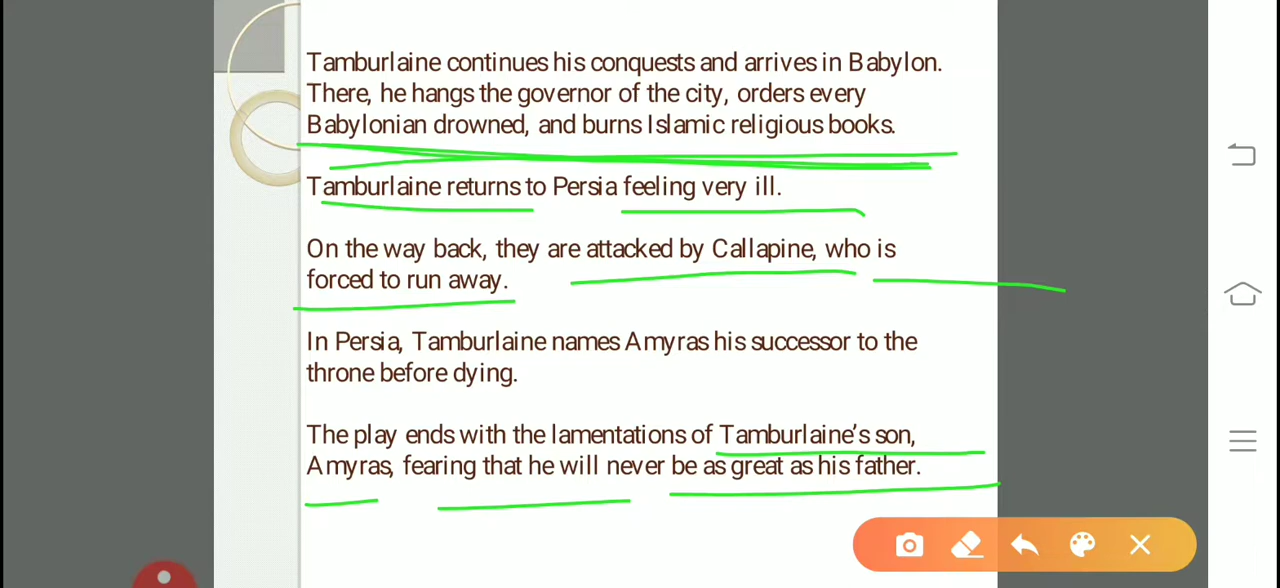 Tamburlaine continues his conquests and arrives in Babylon.
There, he hangs the governor of the city, orders every
Babylonian drowned, and burns Islamic religious books.
Tamburlaine returns to Persia feeling very ill.
On the way back, they are attacked by Callapine, who is
forced to run away.
In Persia, Tamburlaine names Amyras his successor to the
throne before dying.
The play ends with the lamentations of Tamburlaine’s son,
Amyras, fearing that he will never be as great as his father.